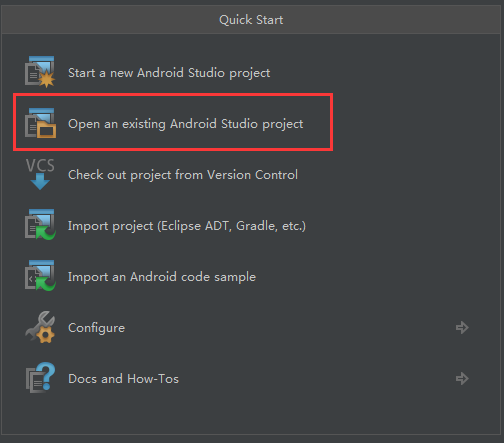 Quick Start
Start a new Android Studio project
Open an existing Android Studio project
VCS
Check out project from Version Control
Import project (Eclipse ADT, Gradle, etc.)
Import an Android code sample
Configure
Docs and How-Tos